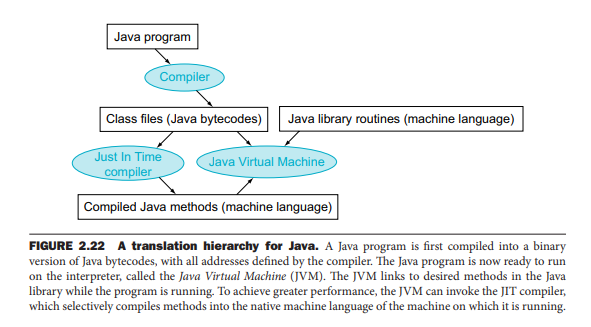 Java program
Compiler
Class files (Java bytecodes)
Java library routines (machine language)
Just In Time
compiler
Java Virtual Machine
Compiled Java methods (machine language)
FIGURE 2.22 A translation hierarchy for Java. A Java program is first compiled into a binary
version of Java bytecodes, with all addresses defined by the compiler. The Java program is now ready to run
on the interpreter, called the Java Virtual Machine (JVM). The JVM links to desired methods in the Java
library while the program is running. To achieve greater performance, the JVM can invoke the JIT compiler,
which selectively compiles methods into the native machine language of the machine on which it is running.